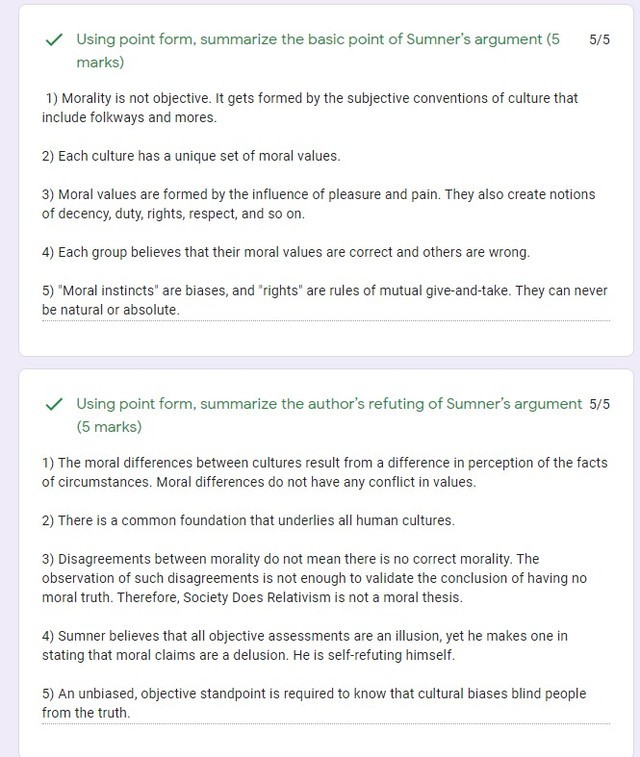 Using point form, summarize the basic point of Sumner's argument (5 5/5
marks)
1) Morality is not objective. It gets formed by the subjective conventions of culture that
include folkways and mores.
2) Each culture has a unique set of moral values.
3) Moral values are formed by the influence of pleasure and pain. They also create notions
of decency, duty, rights, respect, and so on.
4) Each group believes that their moral values are correct and others are wrong.
5) "Moral instincts" are biases, and "rights" are rules of mutual give-and-take. They can never
be natural or absolute.
Using point form, summarize the author's refuting of Sumner's argument 5/5
(5 marks)
1) The moral differences between cultures result from a difference in perception of the facts
of circumstances. Moral differences do not have any conflict in values.
2) There is a common foundation that underlies all human cultures.
3) Disagreements between morality do not mean there is no correct morality. The
observation of such disagreements is not enough to validate the conclusion of having no
moral truth. Therefore, Society Does Relativism is not a moral thesis.
4) Sumner believes that all objective assessments are an illusion, yet he makes one in
stating that moral claims are a delusion. He is self-refuting himself.
5) An unbiased, objective standpoint is required to know that cultural biases blind people
from the truth.